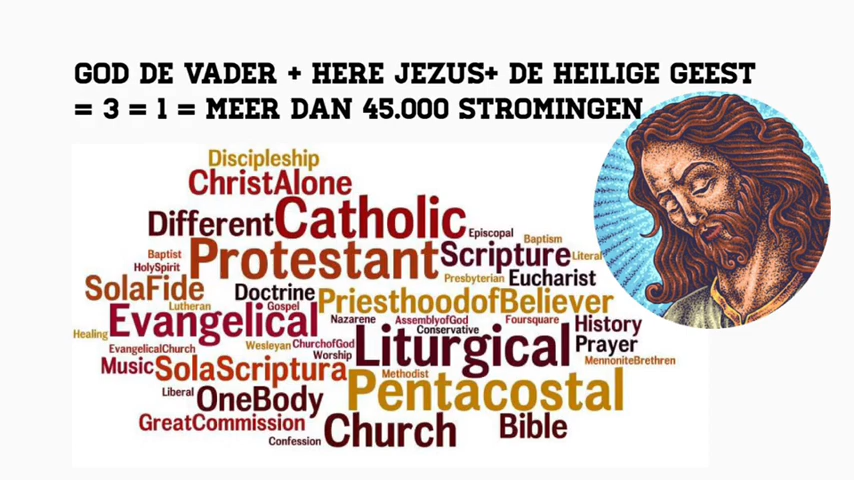 GOD DE VADER + HERE JEZUS+ DE HEILIGE GEEST
= 3 = 1 = MEER DAN 45.000 STROMINGEN
Discipleship
ChristAlone
Different Catholic Episcopal
Baptism
Baptist Protestant Scripture Literal
HolySpirit
Presbyterian Eucharist
SolaFide Doctrine PriesthoodofBeliever
Lutheran Gospel
Healing Evangelical Nazarene AssemblyofGod Foursquare History
Conservative
EvangelicalChurch Wesleyan ChurchofGod Liturgical Prayer
Worship
MennoniteBrethren
Music SolaScriptura Methodist
Liberal OneBody Pentecostal
GreatCommission Church Bible
Confession